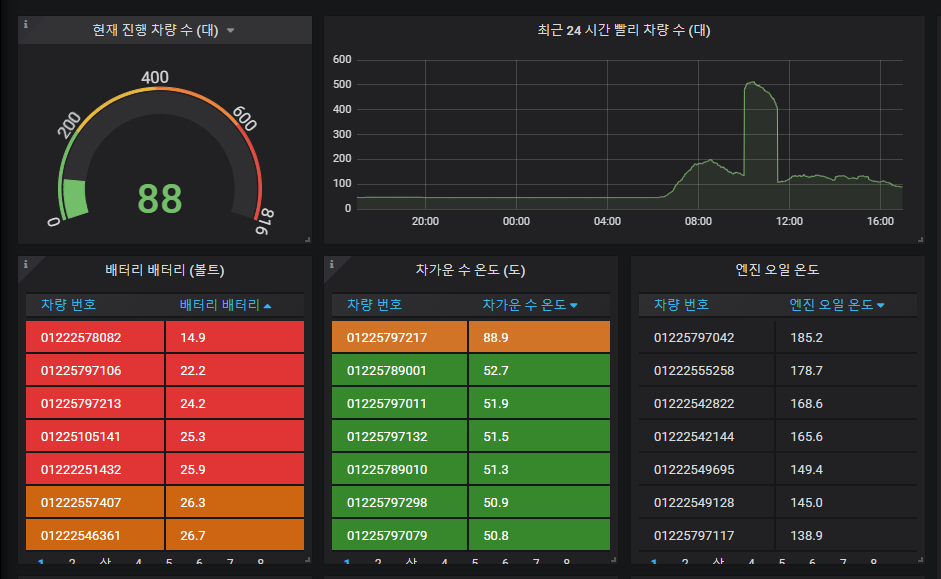 현재 진행 차량 수 (대)
0
200
400
600
816
88
최근 24 시간 빨리 차량 수 (대)
600
500
400
300
200
100
0
20:00 00:00 04:00 08:00 12:00 16:00
배터리 배터리 (볼트)
차량 번호 배터리 배터리
01222578082 14.9
01225797106 22.2
01225797213 24.2
01225105141 25.3
01222251432 25.9
01222557407 26.3
01222546361 26.7
1 2 삼 4 5 6 7 8
차가운 수 온도 (도)
차량 번호 차가운 수 온도
01225797217 88.9
01225789001 52.7
01225797011 51.9
01225797132 51.5
01225789010 51.3
01225797298 50.9
01225797079 50.8
1 2 삼 4 5 6 7 8
엔진 오일 온도
차량 번호 엔진 오일 온도
01225797042 185.2
01222555258 178.7
01222542822 168.6
01222542144 165.6
01222549695 149.4
01222549128 145.0
01225797117 138.9
1 2 삼 4 5 6 7 8